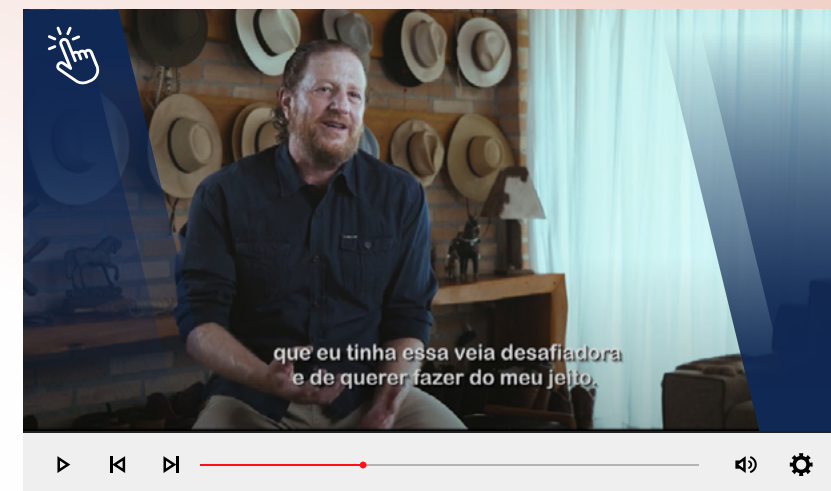 que eu tinha essa veia desafiadora
e de querer fazer do meu jeito.